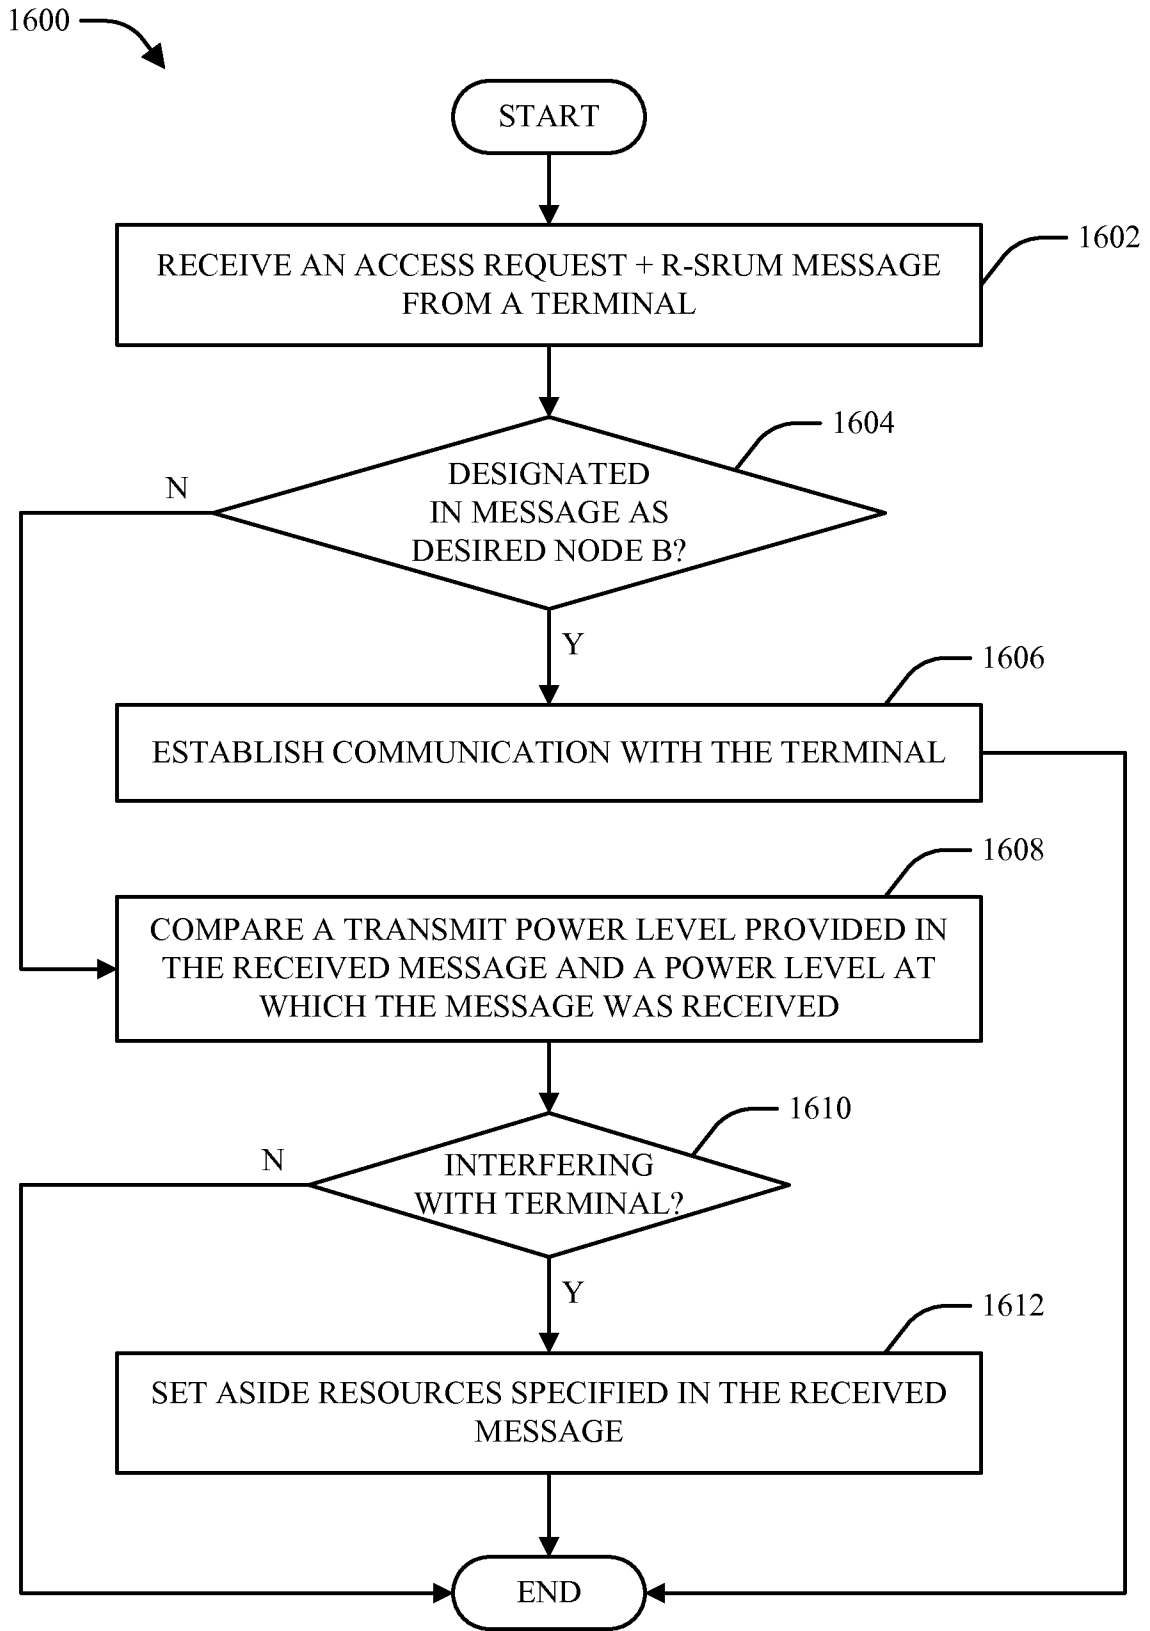 1600
START
1602
RECEIVE AN ACCESS REQUEST + R-SRUM MESSAGE
FROM A TERMINAL
1604
DESIGNATED
IN MESSAGE AS
DESIRED NODE B?
N
Y
1606
ESTABLISH COMMUNICATION WITH THE TERMINAL
1608
COMPARE A TRANSMIT POWER LEVEL PROVIDED IN
THE RECEIVED MESSAGE AND A POWER LEVEL AT
WHICH THE MESSAGE WAS RECEIVED
1610
INTERFERING
WITH TERMINAL?
N
Y
1612
SET ASIDE RESOURCES SPECIFIED IN THE RECEIVED
MESSAGE
END